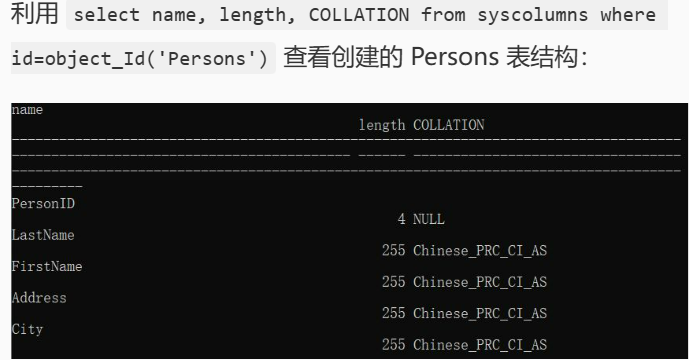 利用 select name, length, COLLATION from syscolumns where
id=object_Id('Persons') 查看创建的 Persons 表结构：
name
length COLLATION
PersonID
4 NULL
LastName
255 Chinese_PRC_CI_AS
FirstName
255 Chinese_PRC_CI_AS
Address
255 Chinese_PRC_CI_AS
City
255 Chinese_PRC_CI_AS